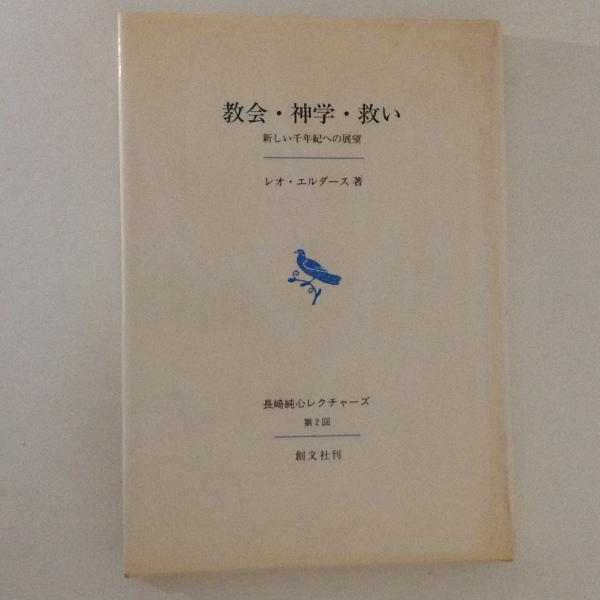 教会・神学・救い
新しい千年紀への展望
レオ・エルダース 著
長崎純心レクチャーズ
第2回
創文社刊